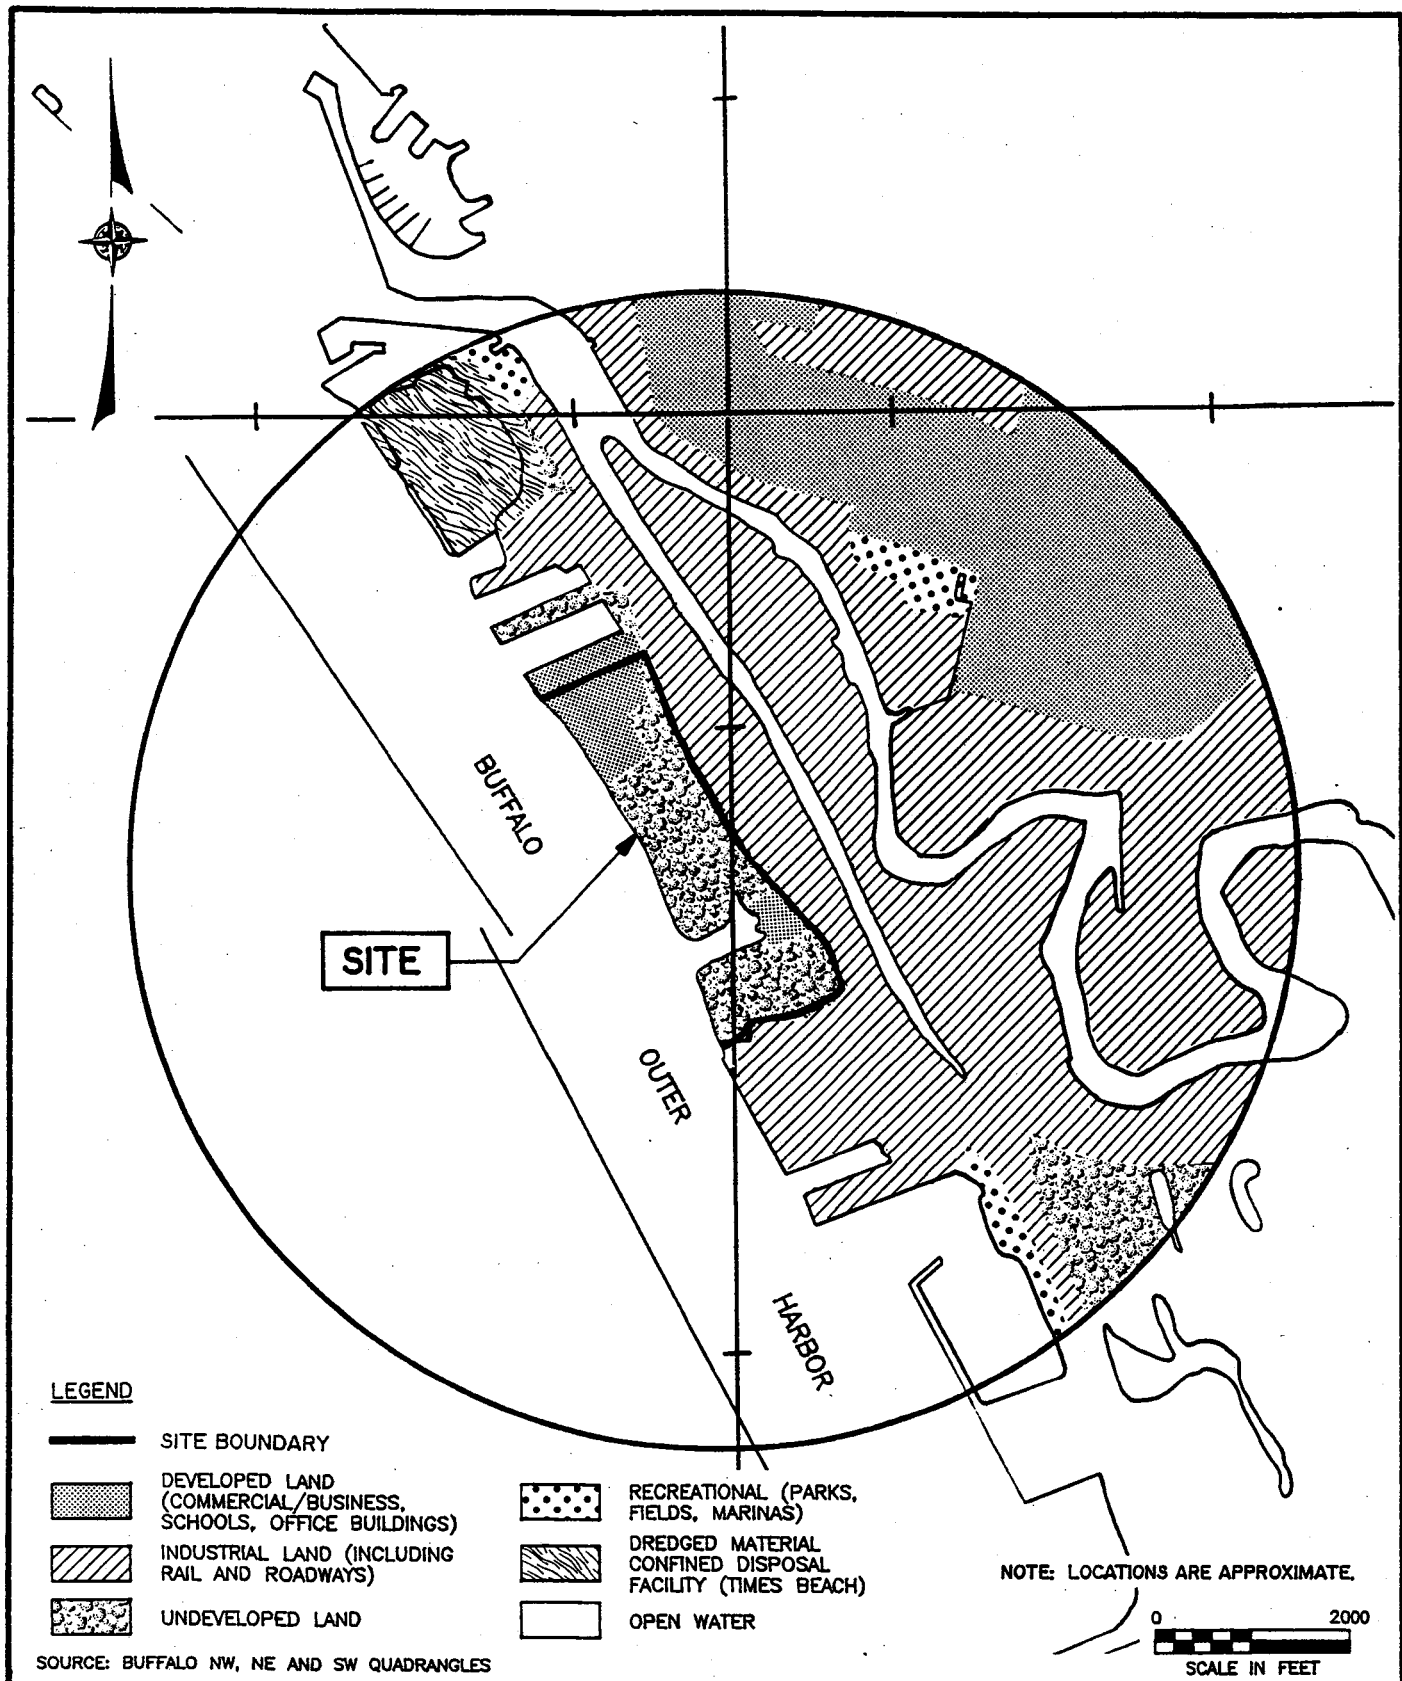 BUFFALO
SITE
OUTER
HARBOR
LEGEND
SITE BOUNDARY
DEVELOPED LAND
(COMMERCIAL/BUSINESS,
SCHOOLS, OFFICE BUILDINGS)
INDUSTRIAL LAND (INCLUDING
RAIL AND ROADWAYS)
UNDEVELOPED LAND
RECREATIONAL (PARKS,
FIELDS, MARINAS)
DREDGED MATERIAL
CONFINED DISPOSAL
FACILITY (TIMES BEACH)
OPEN WATER
SOURCE: BUFFALO NW, NE AND SW QUADRANGLES
NOTE: LOCATIONS ARE APPROXIMATE.
0 2000
SCALE IN FEET